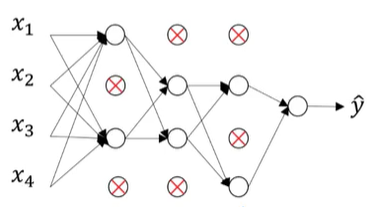 x₁
x₂
x₃
x₄
ŷ